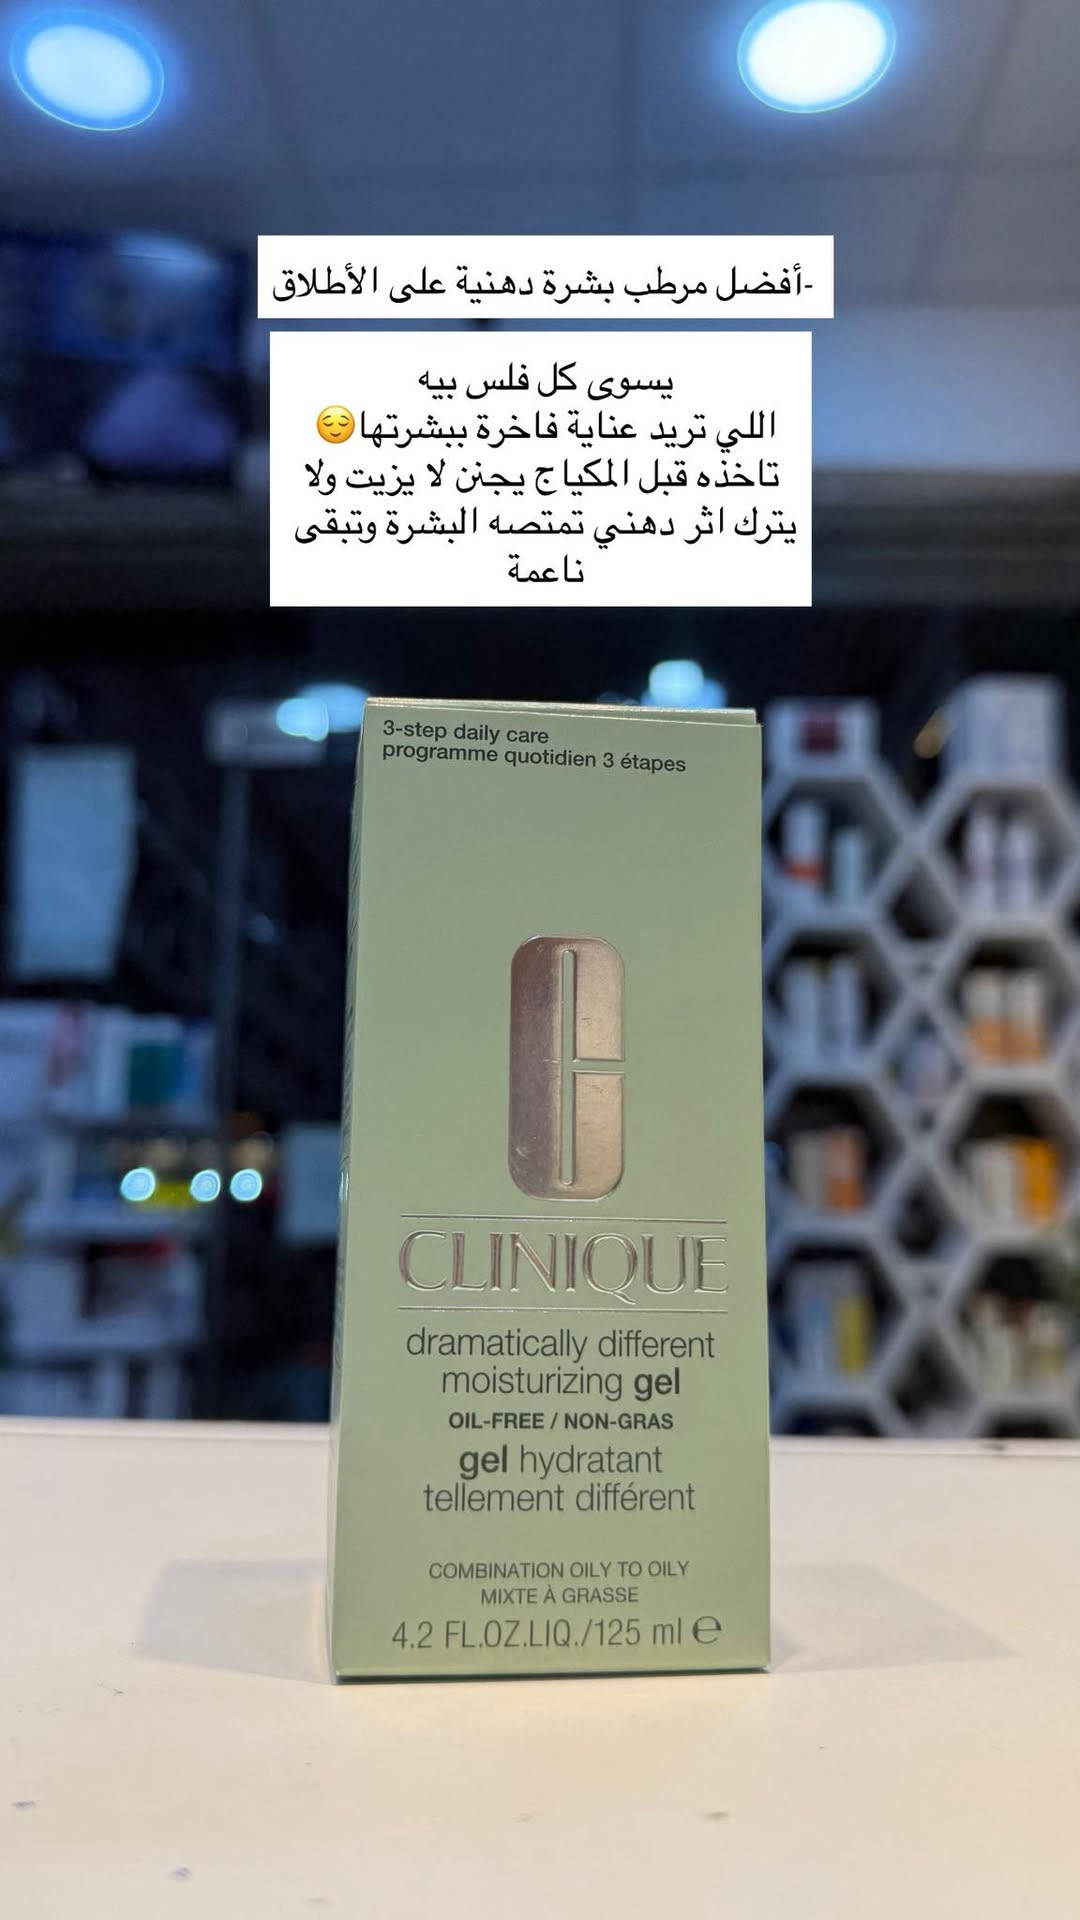 -أفضل مرطب بشرة دهنية على الأطلاق
يسوى كل فلس بيه
اللي تريد عناية فاخرة ببشرتها😌
تاخذه قبل المكياج يجنن لا يزيت ولا
يترك اثر دهني تمتصه البشرة وتبقى
ناعمة
3-step daily care
programme quotidien 3 étapes
CLINIQUE
dramatically different
moisturizing gel
OIL-FREE / NON-GRAS
gel hydratant
tellement différent
COMBINATION OILY TO OILY
MIXTE À GRASSE
4.2 FL.OZ.LIQ./125 ml ℮